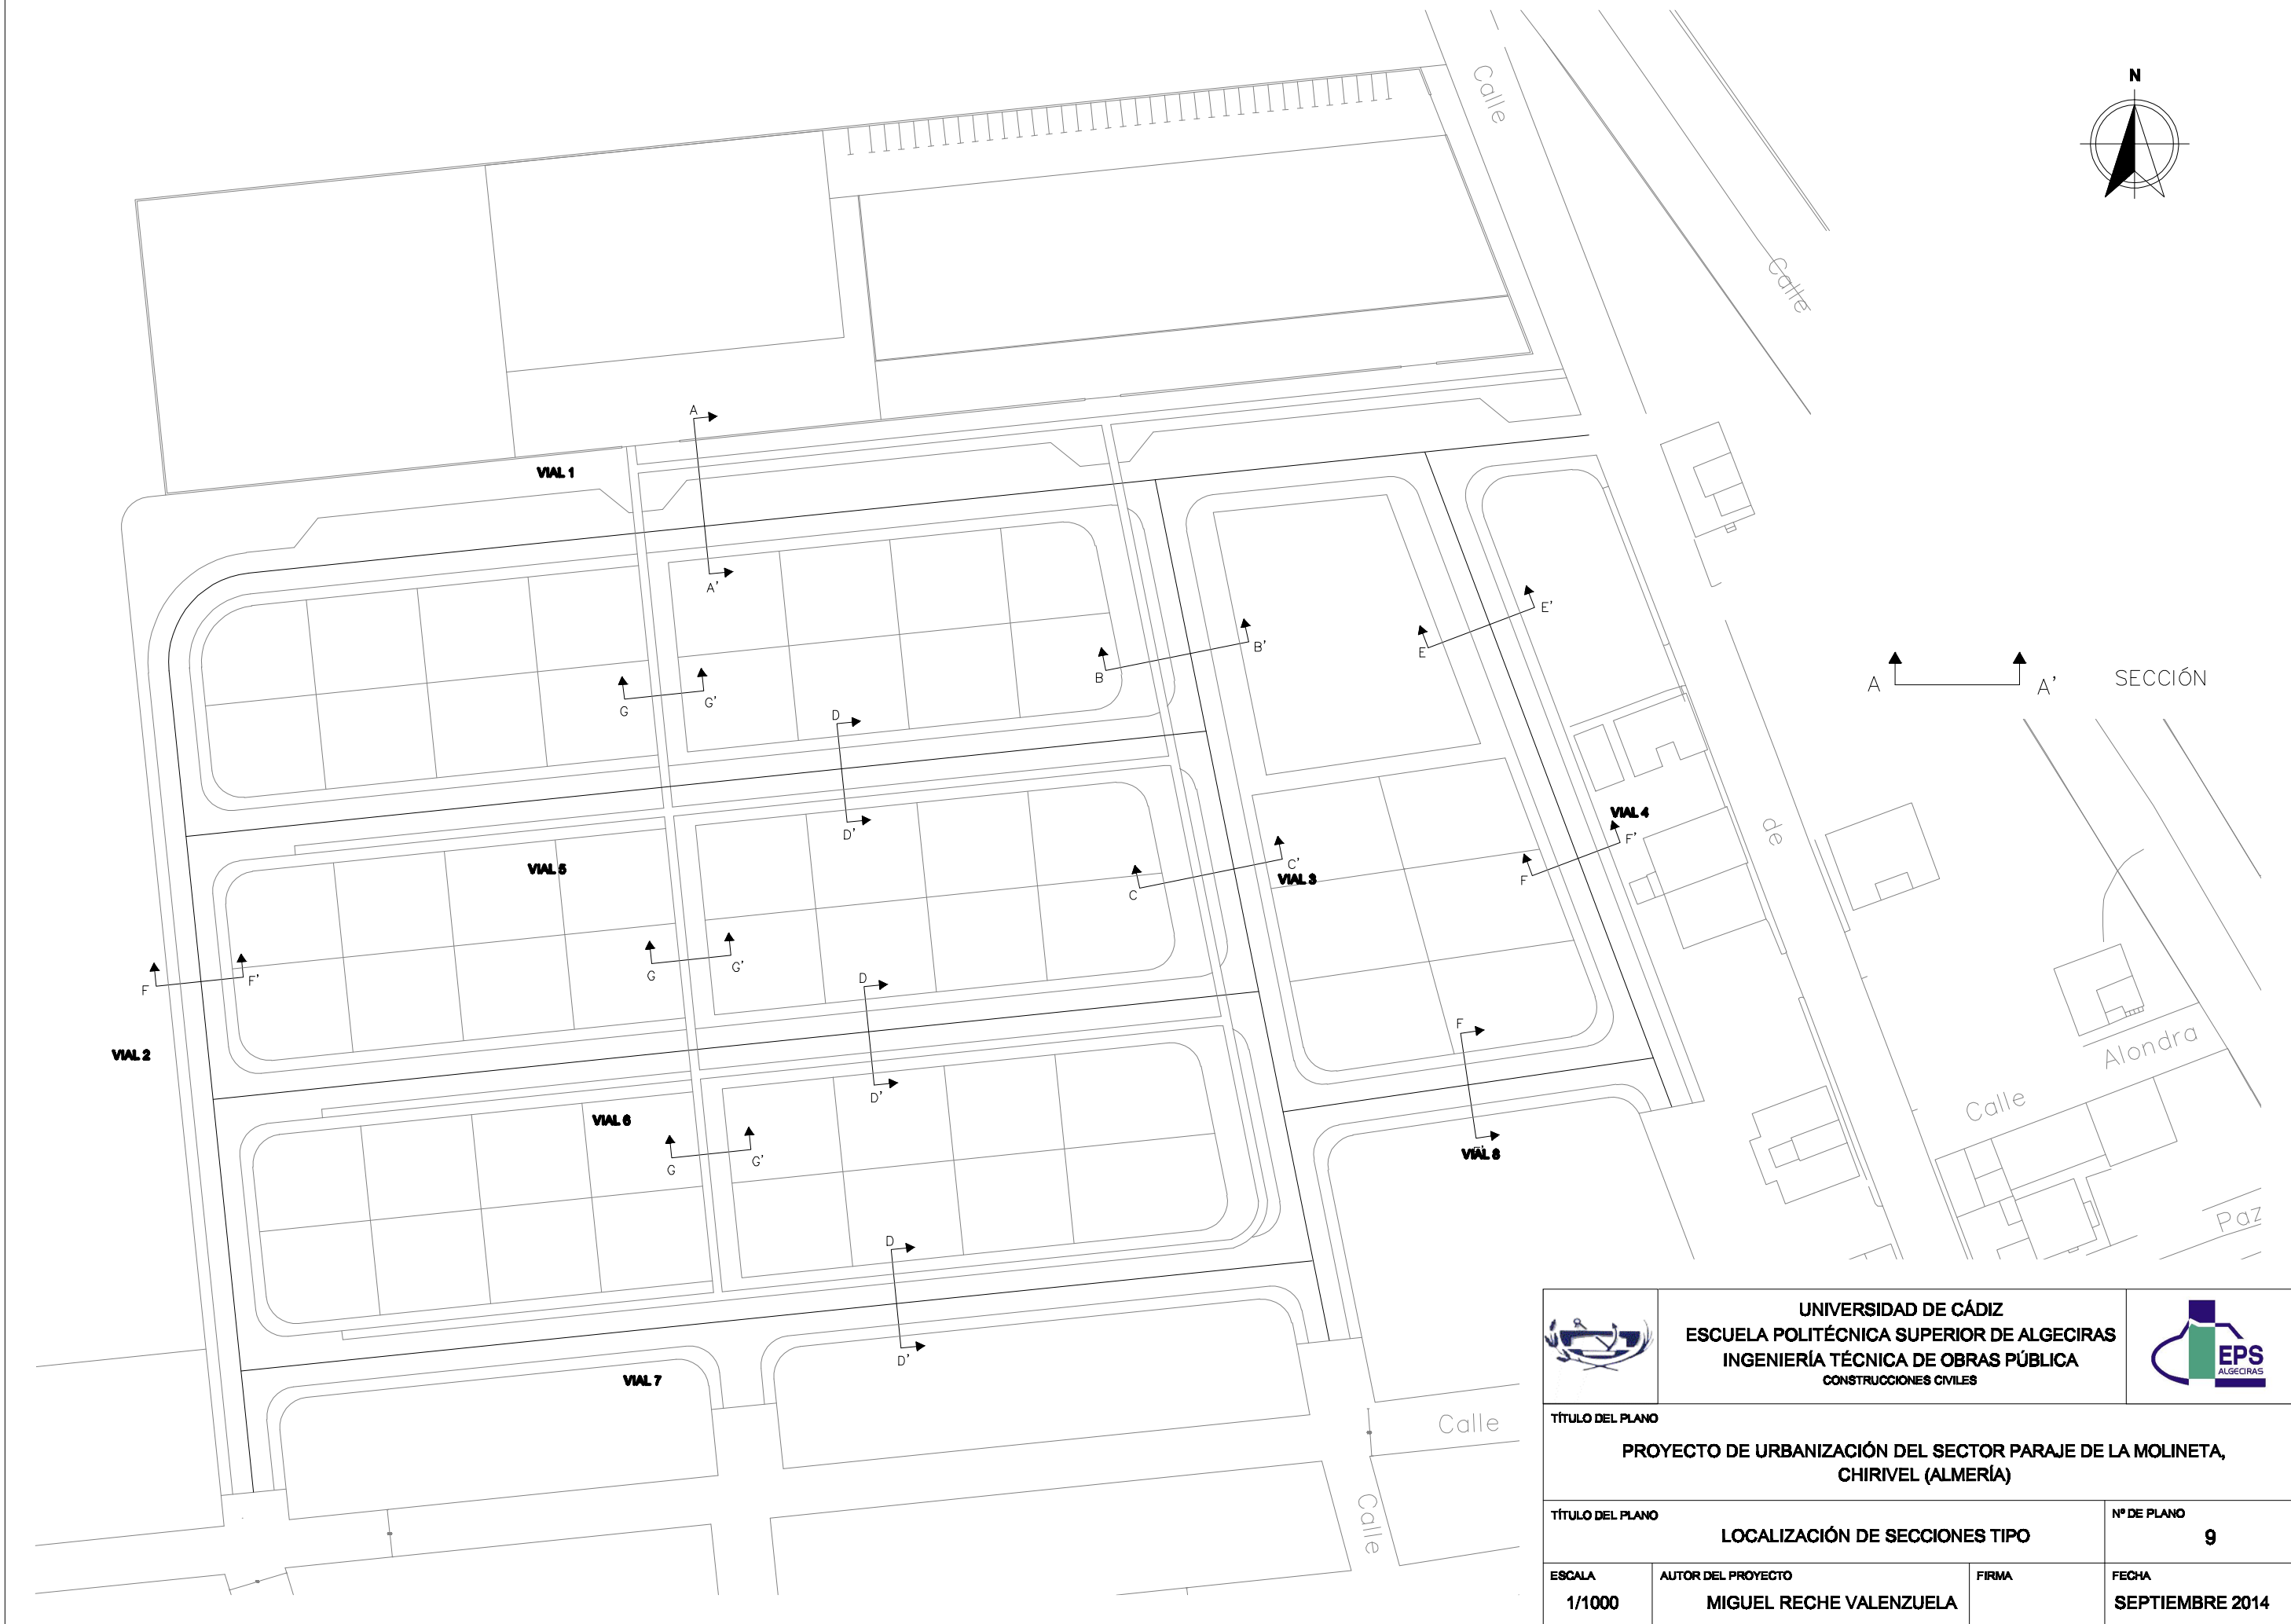 N
Calle
Calle
A
VIAL 1
A'
E'
B'
E
B
G'
G
A
A'
SECCIÓN
D
D'
VIAL 4
F'
de
VIAL 5
C'
VIAL 3
F
C
G'
G
F'
F
D
F
Alondra
VIAL 2
D'
Calle
VIAL 6
G'
G
VIAL 8
Paz
D
D'
VIAL 7
Calle
Calle
UNIVERSIDAD DE CÁDIZ
ESCUELA POLITÉCNICA SUPERIOR DE ALGECIRAS
INGENIERÍA TÉCNICA DE OBRAS PÚBLICA
CONSTRUCCIONES CIVILES
EPS
ALGECIRAS
TÍTULO DEL PLANO
PROYECTO DE URBANIZACIÓN DEL SECTOR PARAJE DE LA MOLINETA,
CHIRIVEL (ALMERÍA)
TÍTULO DEL PLANO
LOCALIZACIÓN DE SECCIONES TIPO
Nº DE PLANO
9
ESCALA
1/1000
AUTOR DEL PROYECTO
MIGUEL RECHE VALENZUELA
FIRMA
FECHA
SEPTIEMBRE 2014